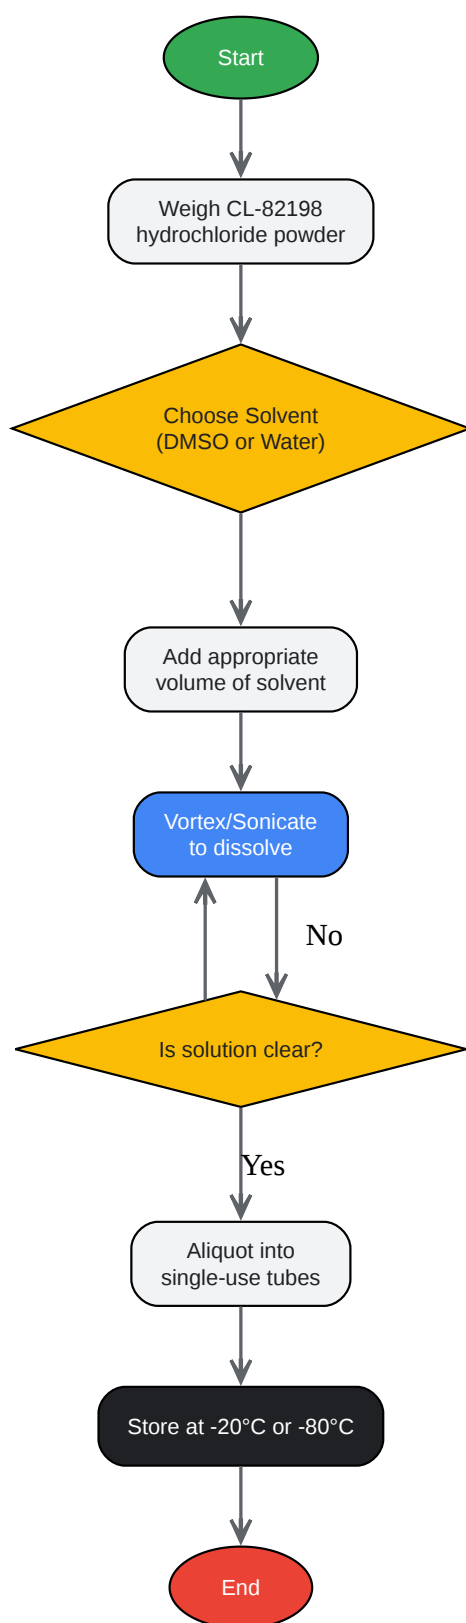 Start
Weigh CL-82198
hydrochloride powder
Choose Solvent
(DMSO or Water)
Add appropriate
volume of solvent
Vortex/Sonicate
to dissolve
No
Is solution clear?
Yes
Aliquot into
single-use tubes
Store at -20°C or -80°C
End